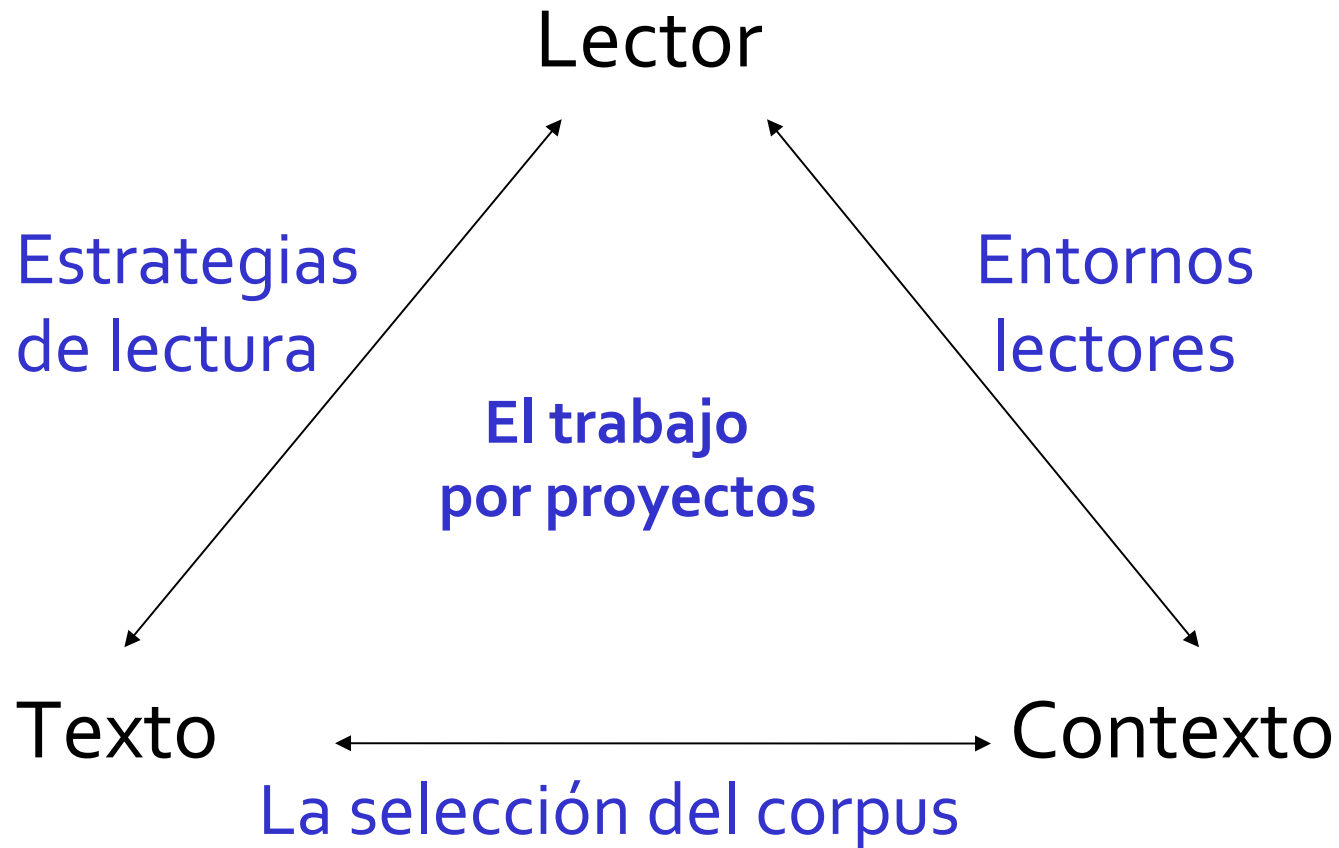 Lector
Estrategias
de lectura
Entornos
lectores
El trabajo
por proyectos
Texto
Contexto
La selección del corpus